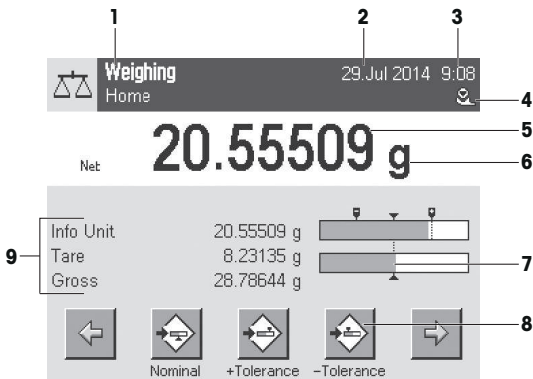 1 2 3
Weighing 29.Jul 2014 9:08
Home
4
5
Net 20.55509 g
6
Info Unit 20.55509 g
9 Tare 8.23135 g 7
Gross 28.78644 g
8
Nominal +Tolerance −Tolerance